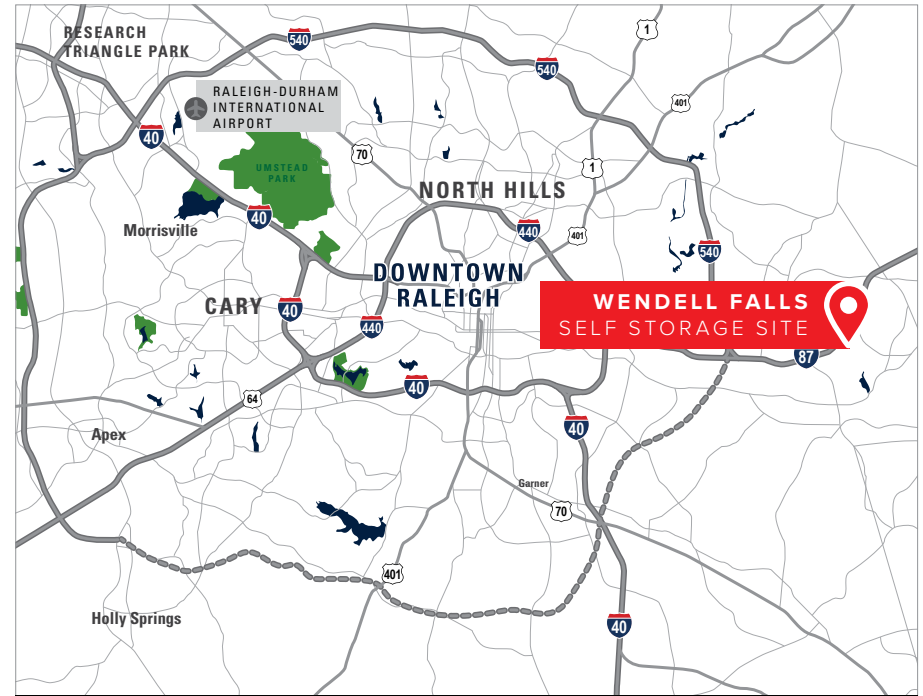 1
RESEARCH
TRIANGLE PARK
540
540
RALEIGH-DURHAM
INTERNATIONAL
AIRPORT
401
40
70
UMSTEAD
PARK
1
NORTH HILLS
40
Morrisville
440
401
540
DOWNTOWN
RALEIGH
CARY
40
WENDELL FALLS
SELF STORAGE SITE
440
87
40
64
40
Apex
Garner
70
401
Holly Springs
40